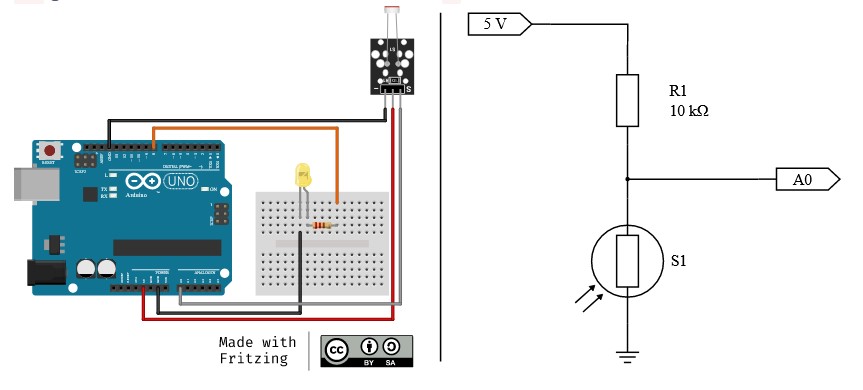 S
RESET
ICSP2
L
TX
RX
Arduino
UNO
ON
DIGITAL (PWM~)
POWER
ANALOG IN
Made with
Fritzing
CC
BY SA
5 V
R1
10 kΩ
A0
S1